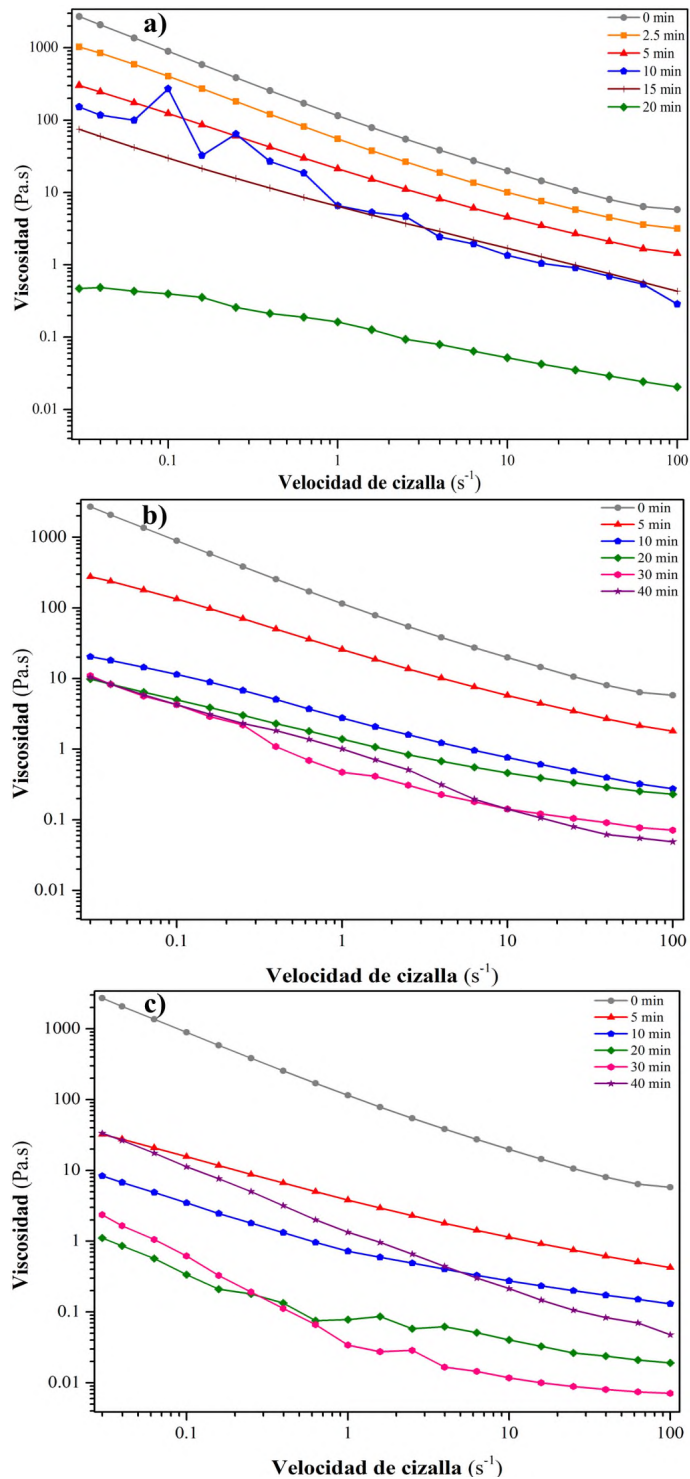 a)
0 min
2.5 min
5 min
10 min
15 min
20 min
1000
100
10
1
0.1
0.01
Viscosidad (Pa.s)
0.1
1
10
100
Velocidad de cizalla (s⁻¹)
b)
0 min
5 min
10 min
20 min
30 min
40 min
1000
100
10
1
0.1
0.01
Viscosidad (Pa.s)
0.1
1
10
100
Velocidad de cizalla (s⁻¹)
c)
0 min
5 min
10 min
20 min
30 min
40 min
1000
100
10
1
0.1
0.01
Viscosidad (Pa.s)
0.1
1
10
100
Velocidad de cizalla (s⁻¹)